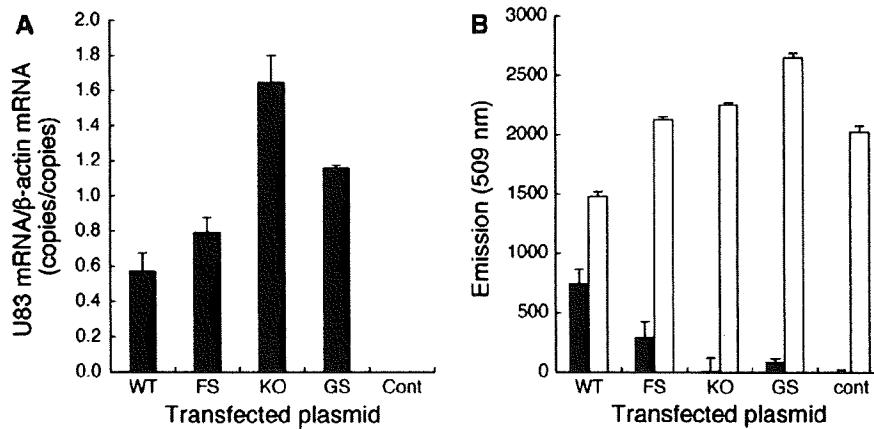 A
U83 mRNA/β-actin mRNA
(copies/copies)
2.0
1.8
1.6
1.4
1.2
1.0
0.8
0.6
0.4
0.2
0.0
WT FS KO GS Cont
Transfected plasmid
B
Emission (509 nm)
3000
2500
2000
1500
1000
500
0
WT FS KO GS cont
Transfected plasmid